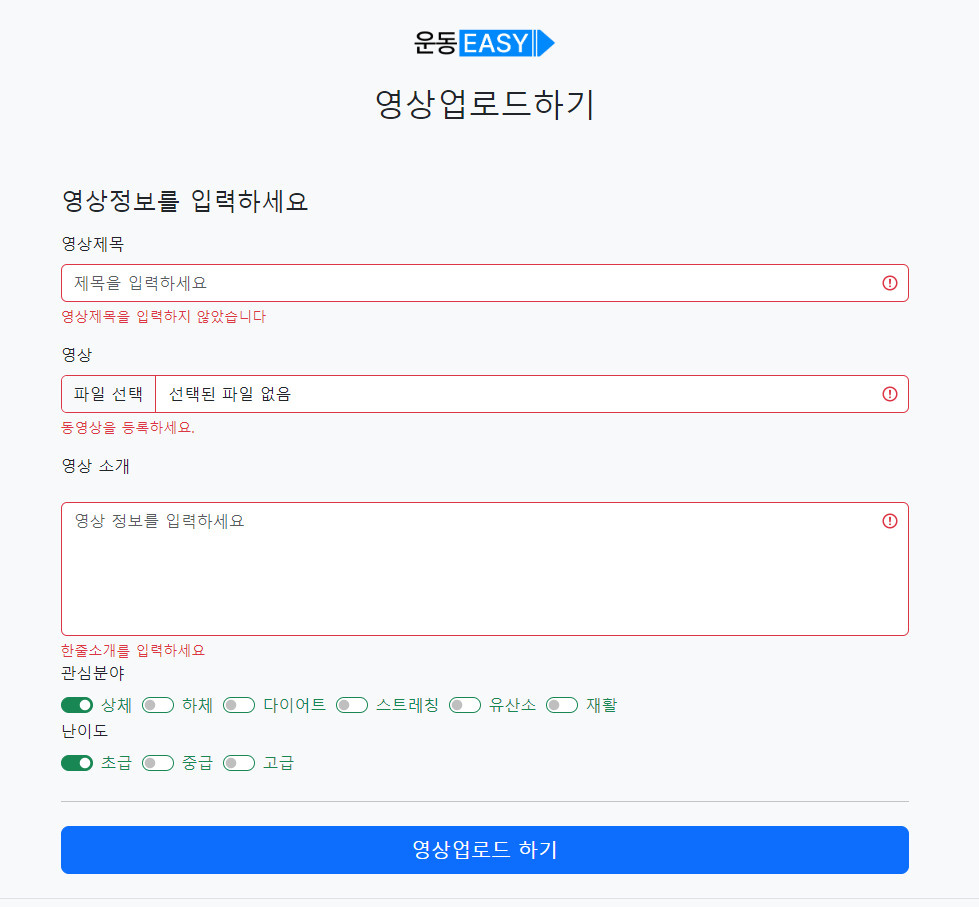 운동EASY
영상업로드하기
영상정보를 입력하세요
영상제목
제목을 입력하세요
영상제목을 입력하지 않았습니다
영상
파일 선택 선택된 파일 없음
동영상을 등록하세요.
영상 소개
영상 정보를 입력하세요
한줄소개를 입력하세요
관심분야
상체 하체 다이어트 스트레칭 유산소 재활
난이도
초급 중급 고급
영상업로드 하기